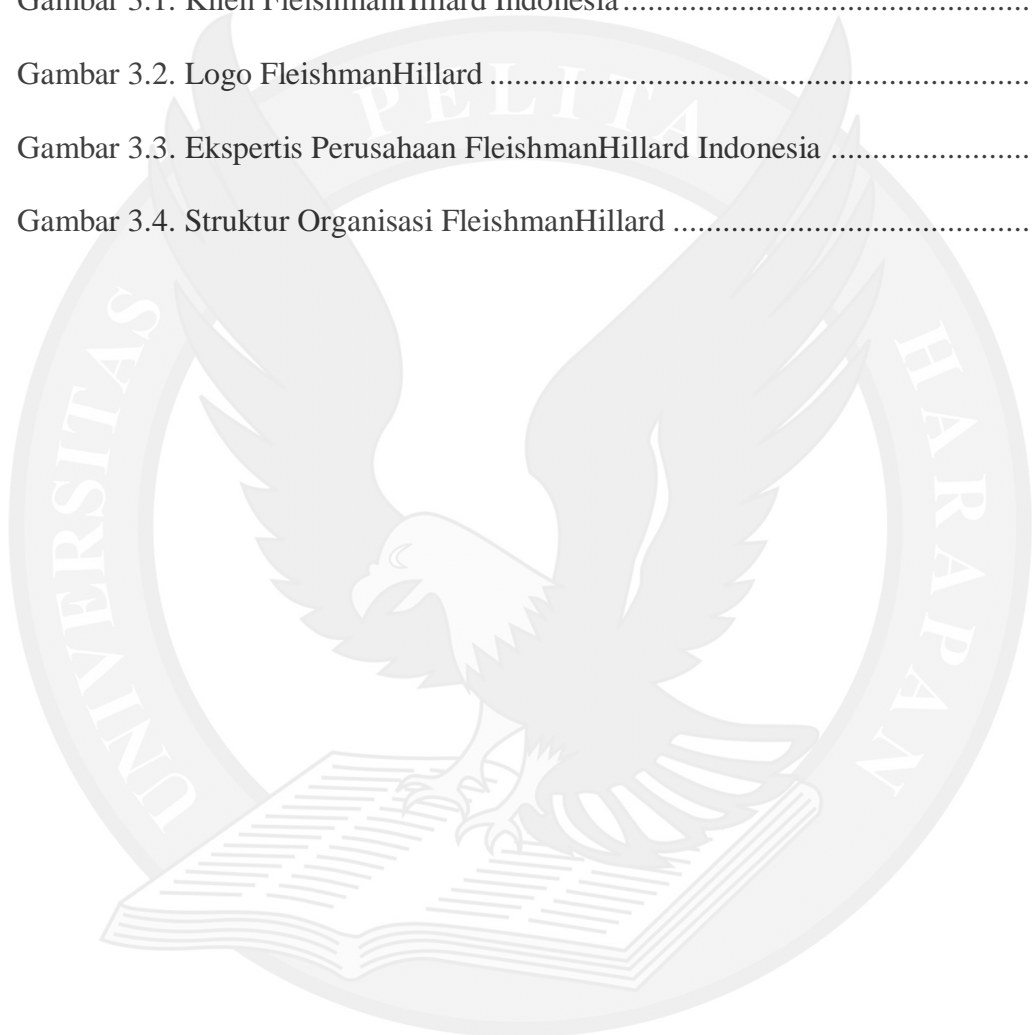 Gambar 3.1. Klien FleishmanHillard Indonesia........................................
Gambar 3.2. Logo FleishmanHillard .....................................................
Gambar 3.3. Ekspertis Perusahaan FleishmanHillard Indonesia ...................
Gambar 3.4. Struktur Organisasi FleishmanHillard ...................................
UNIVERSITAS PELITA HARAPAN